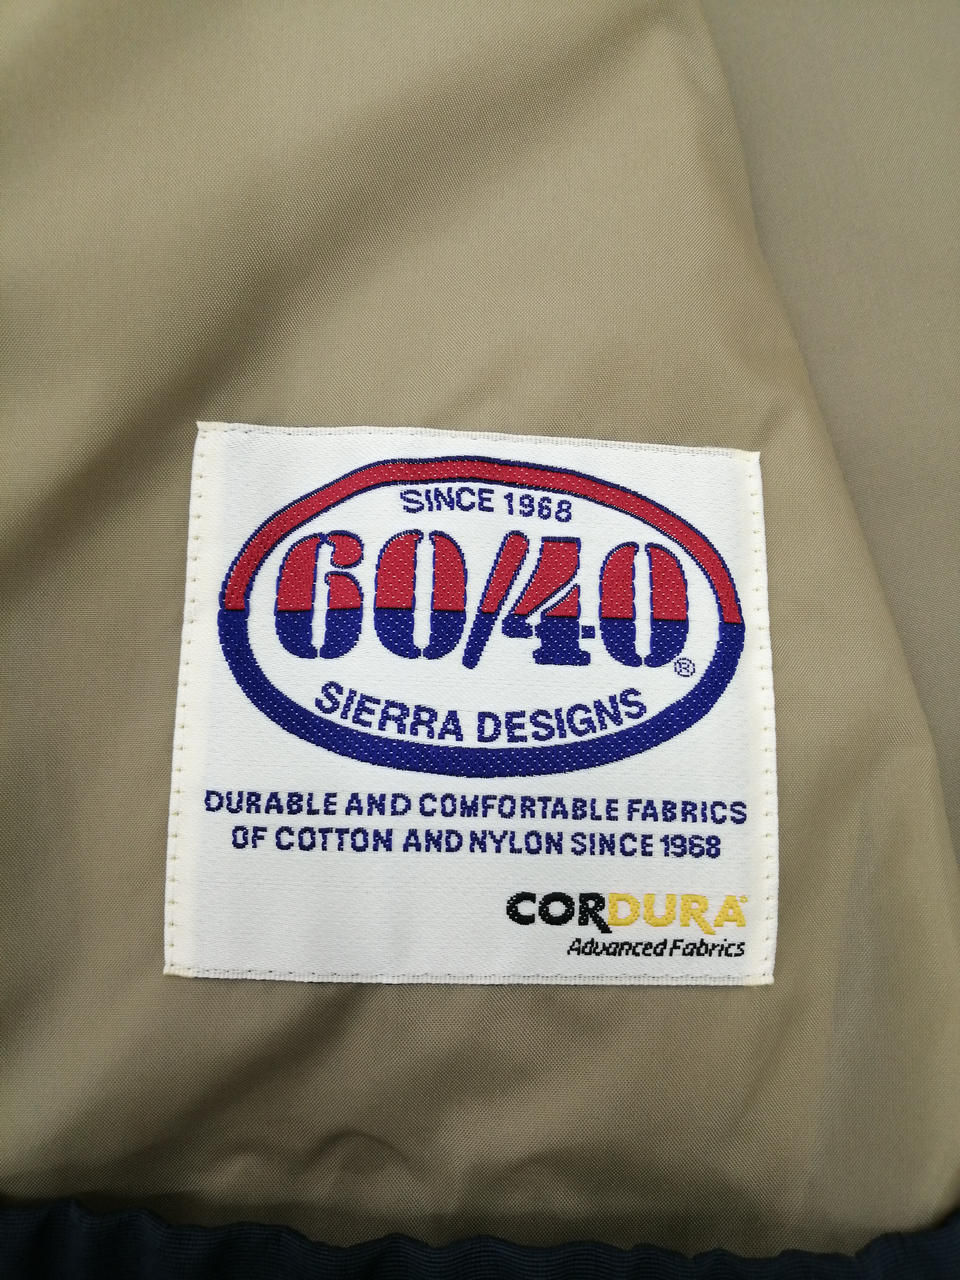 SINCE 1968
60/40®
SIERRA DESIGNS
DURABLE AND COMFORTABLE FABRICS
OF COTTON AND NYLON SINCE 1968
CORDURA®
Advanced Fabrics